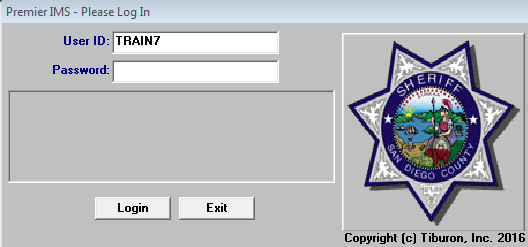 Premier IMS - Please Log In
User ID: TRAIN7
Password:
SHERIFF
SAN DIEGO COUNTY
Login Exit
Copyright (c) Tiburon, Inc. 2016